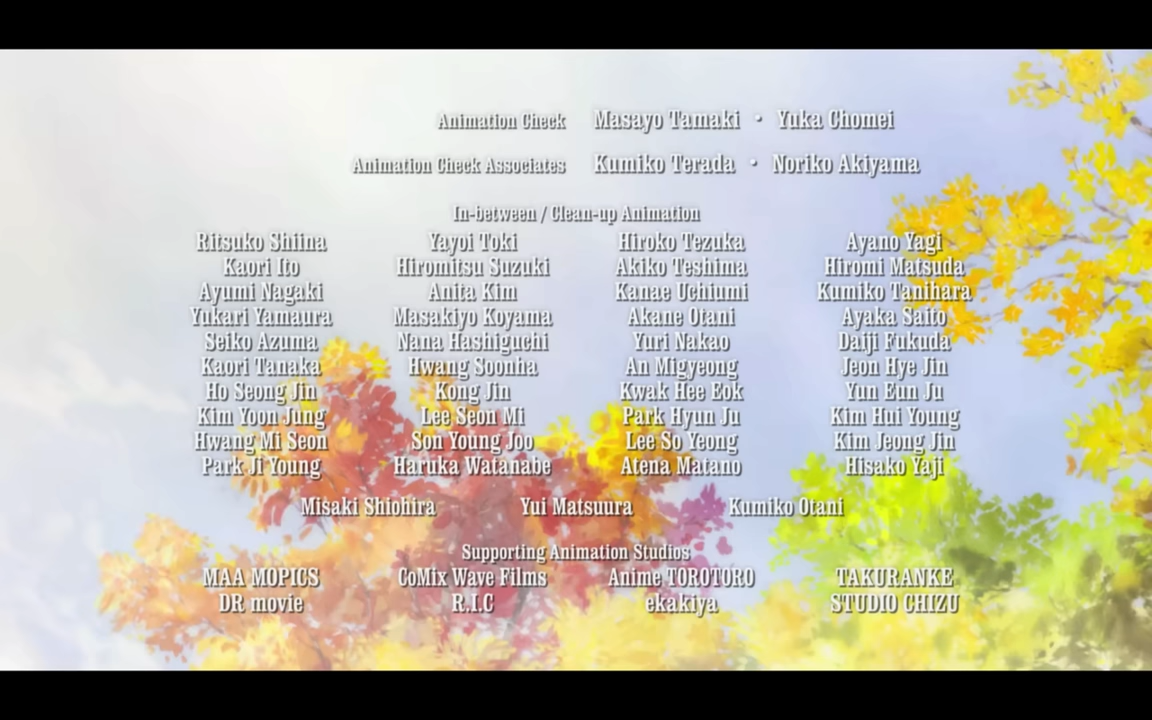 Animation Check Masayo Tamaki • Yuka Chomei
Animation Check Associates Kumiko Terada • Noriko Akiyama
In-between / Clean-up Animation
Ritsuko Shiina Yayoi Toki Hiroko Tezuka Ayano Yagi
Kaori Ito Hiromitsu Suzuki Akiko Teshima Hiromi Matsuda
Ayumi Nagaki Anita Kim Kanae Uchiumi Kumiko Tanihara
Yukari Yamaura Masakiyo Koyama Akane Otani Ayaka Saito
Seiko Azuma Nana Hashiguchi Yuri Nakao Daiji Fukuda
Kaori Tanaka Hwang Soonha An Migyeong Jeon Hye Jin
Ho Seong Jin Kong Jin Kwak Hee Eok Yun Eun Ju
Kim Yoon Jung Lee Seon Mi Park Hyun Ju Kim Hui Young
Hwang Mi Seon Son Young Joo Lee So Yeong Kim Jeong Jin
Park Ji Young Haruka Watanabe Atena Matano Hisako Yaji
Misaki Shiohira Yui Matsuura Kumiko Otani
Supporting Animation Studios
MAA MOPICS CoMix Wave Films Anime TOROTORO TAKURANKE
DR movie R.I.C ekakiya STUDIO CHIZU